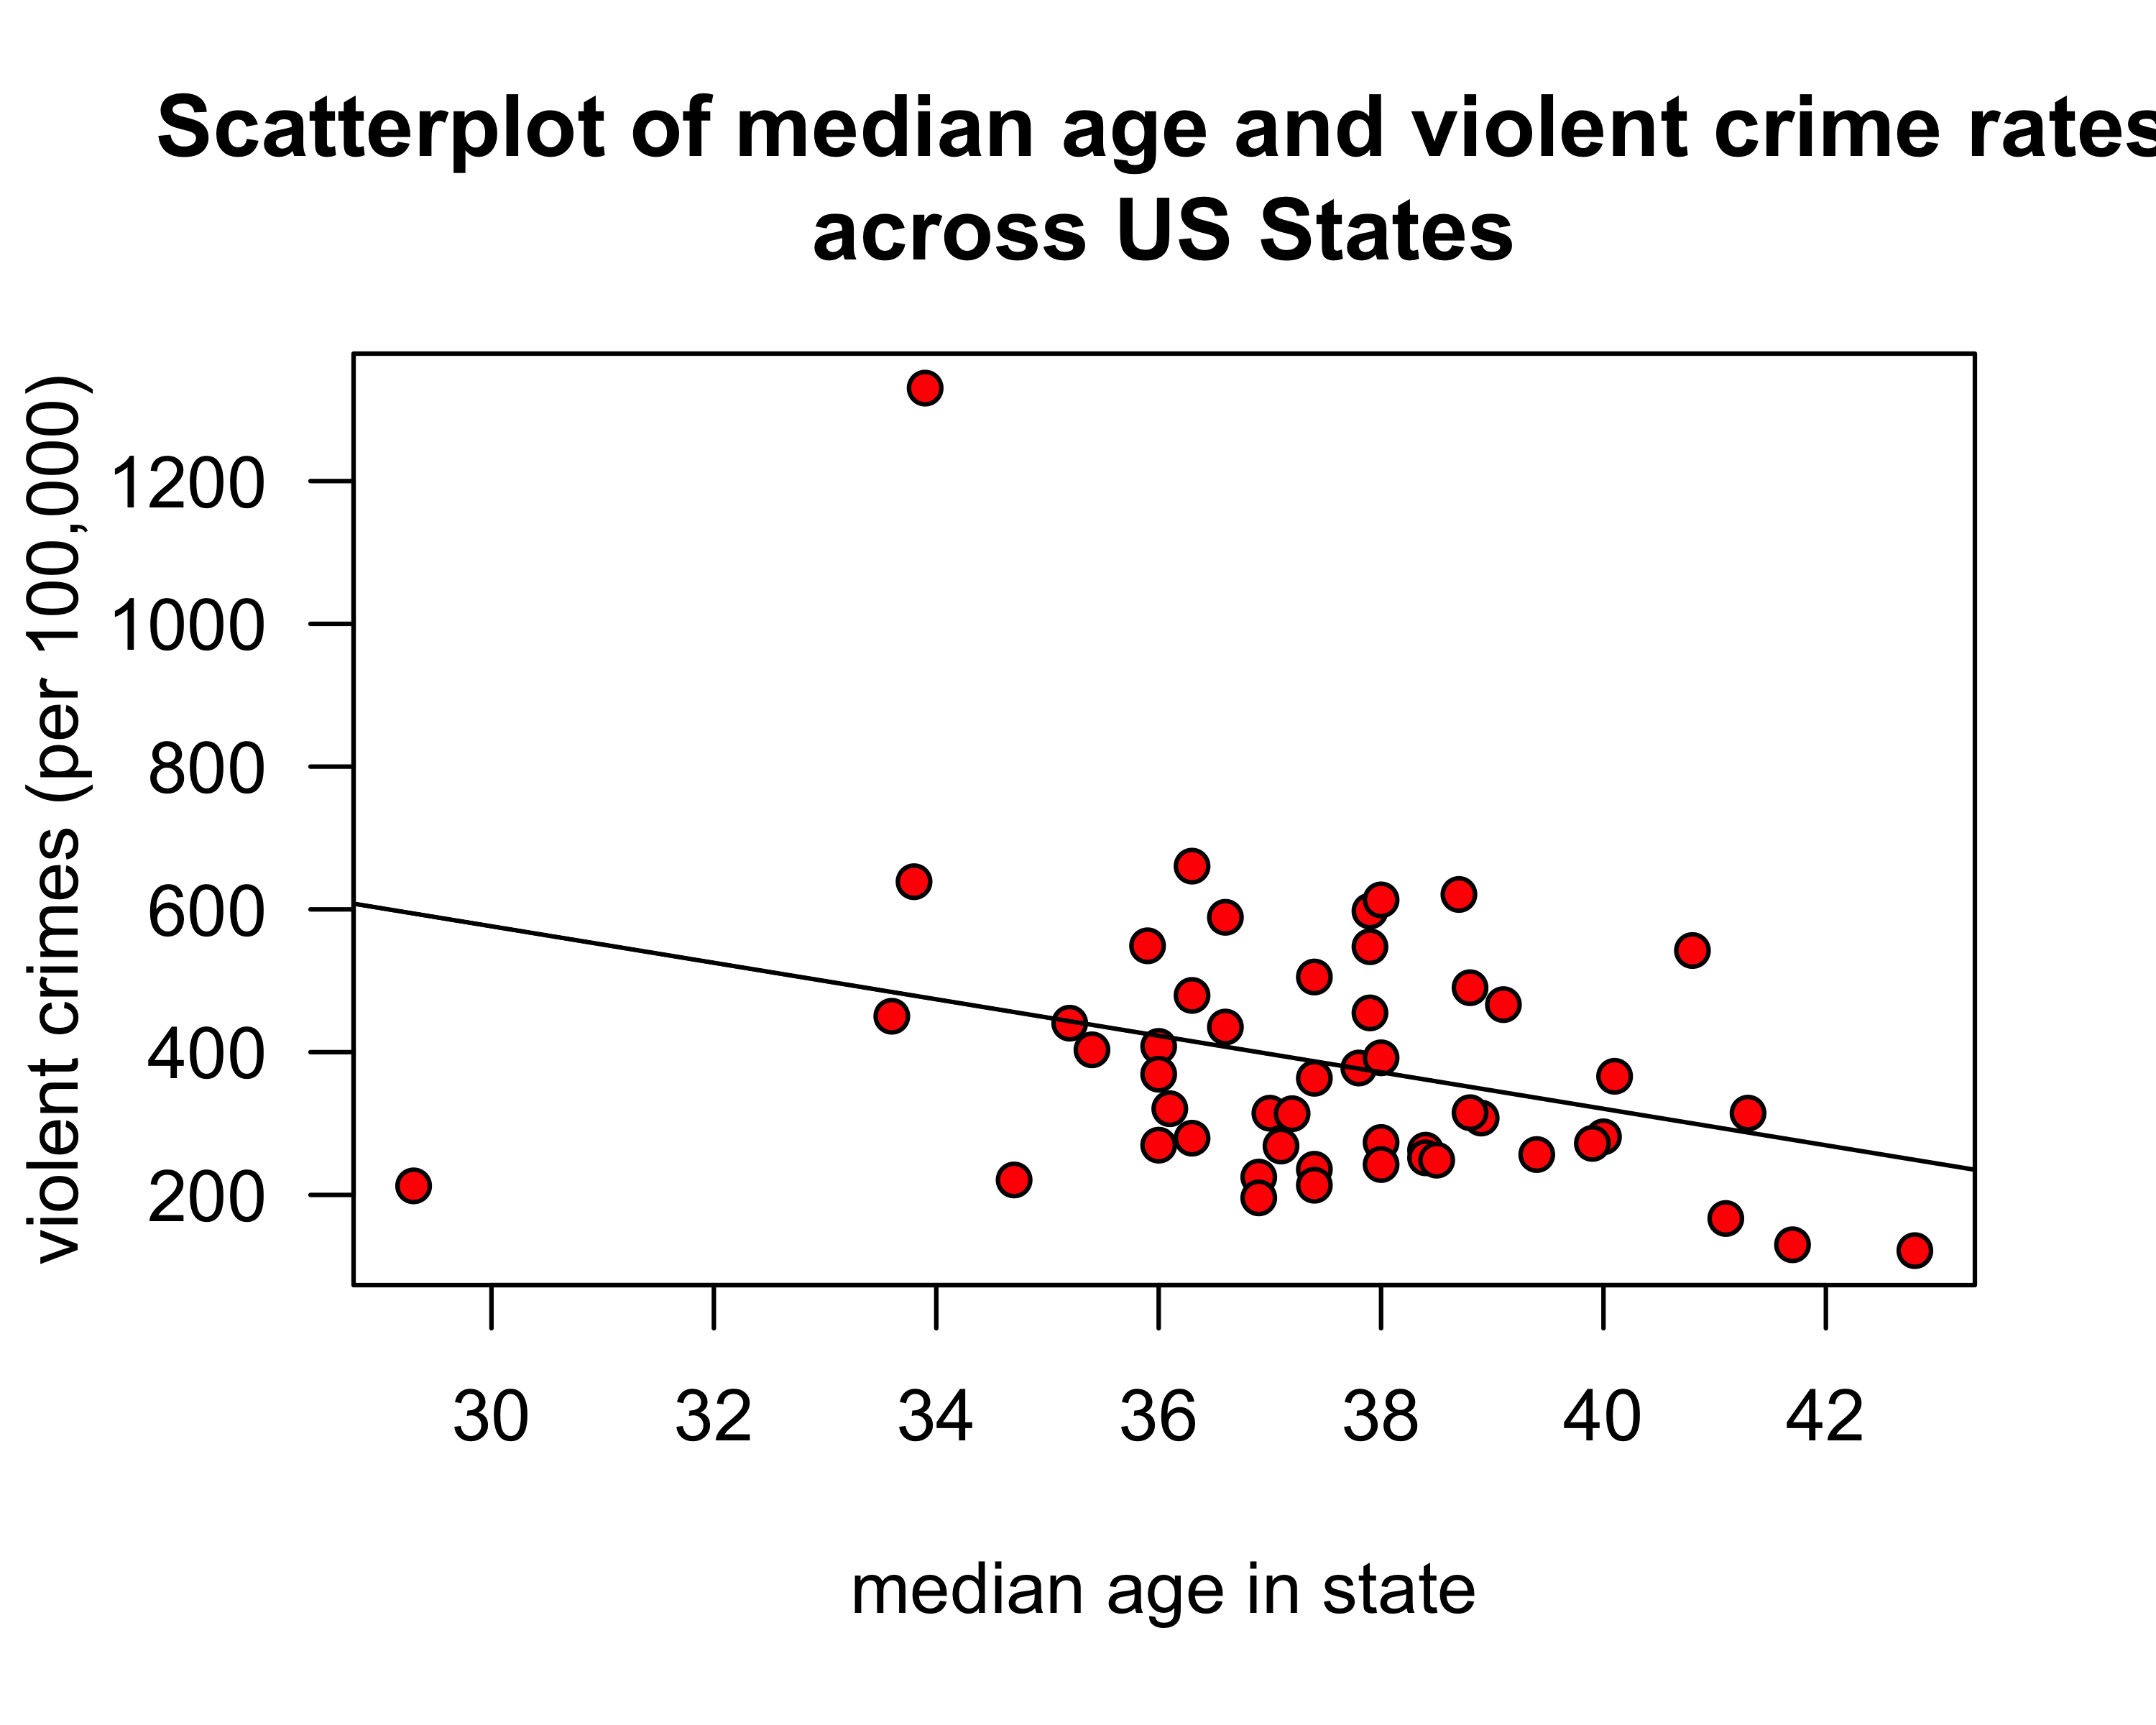 Scatterplot of median age and violent crime rates
across US States
violent crimes (per 100,000)
1200
1000
800
600
400
200
30 32 34 36 38 40 42
median age in state